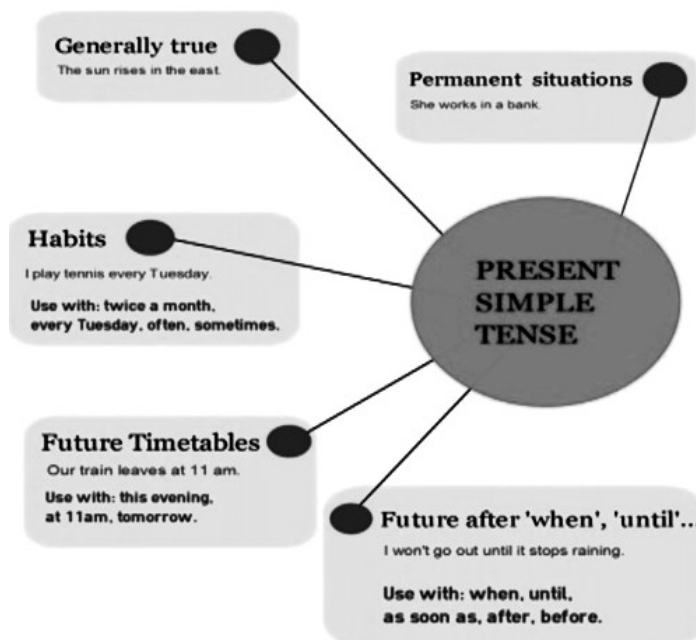 Generally true
The sun rises in the east.
Permanent situations
She works in a bank.
Habits
I play tennis every Tuesday.
Use with: twice a month,
every Tuesday, often, sometimes.
PRESENT
SIMPLE
TENSE
Future Timetables
Our train leaves at 11 am.
Use with: this evening,
at 11am, tomorrow.
Future after 'when', 'until'...
I won't go out until it stops raining.
Use with: when, until,
as soon as, after, before.